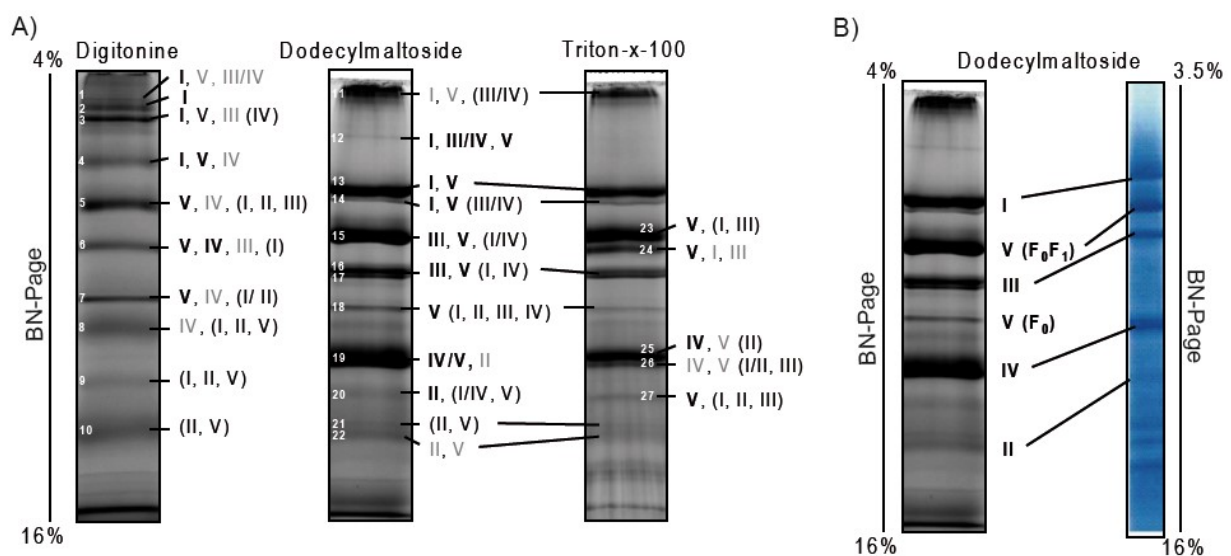 A)
Digitonine
Dodecylmaltoside
Triton-x-100
4%
BN-Page
16%
1
2
3
4
5
6
7
8
9
10
I, V, III/IV
I
I, V, III (IV)
I, V, IV
V, IV, (I, II, III)
V, IV, III, (I)
V, IV, (I/ II)
IV, (I, II, V)
(I, II, V)
(II, V)
12
13
14
15
16
17
18
19
20
21
22
I, V, (III/IV)
I, III/IV, V
I, V
I, V (III/IV)
III, V, (I/IV)
III, V (I, IV)
V (I, II, III, IV)
IV/V, II
II, (I/IV, V)
(II, V)
II, V
23
24
25
26
27
V, (I, III)
V, I, III
IV, V (II)
IV, V (I/II, III)
V, (I, II, III)
B)
Dodecylmaltoside
4%
BN-Page
16%
I
V (F0F1)
III
V (F0)
IV
II
3.5%
BN-Page
16%